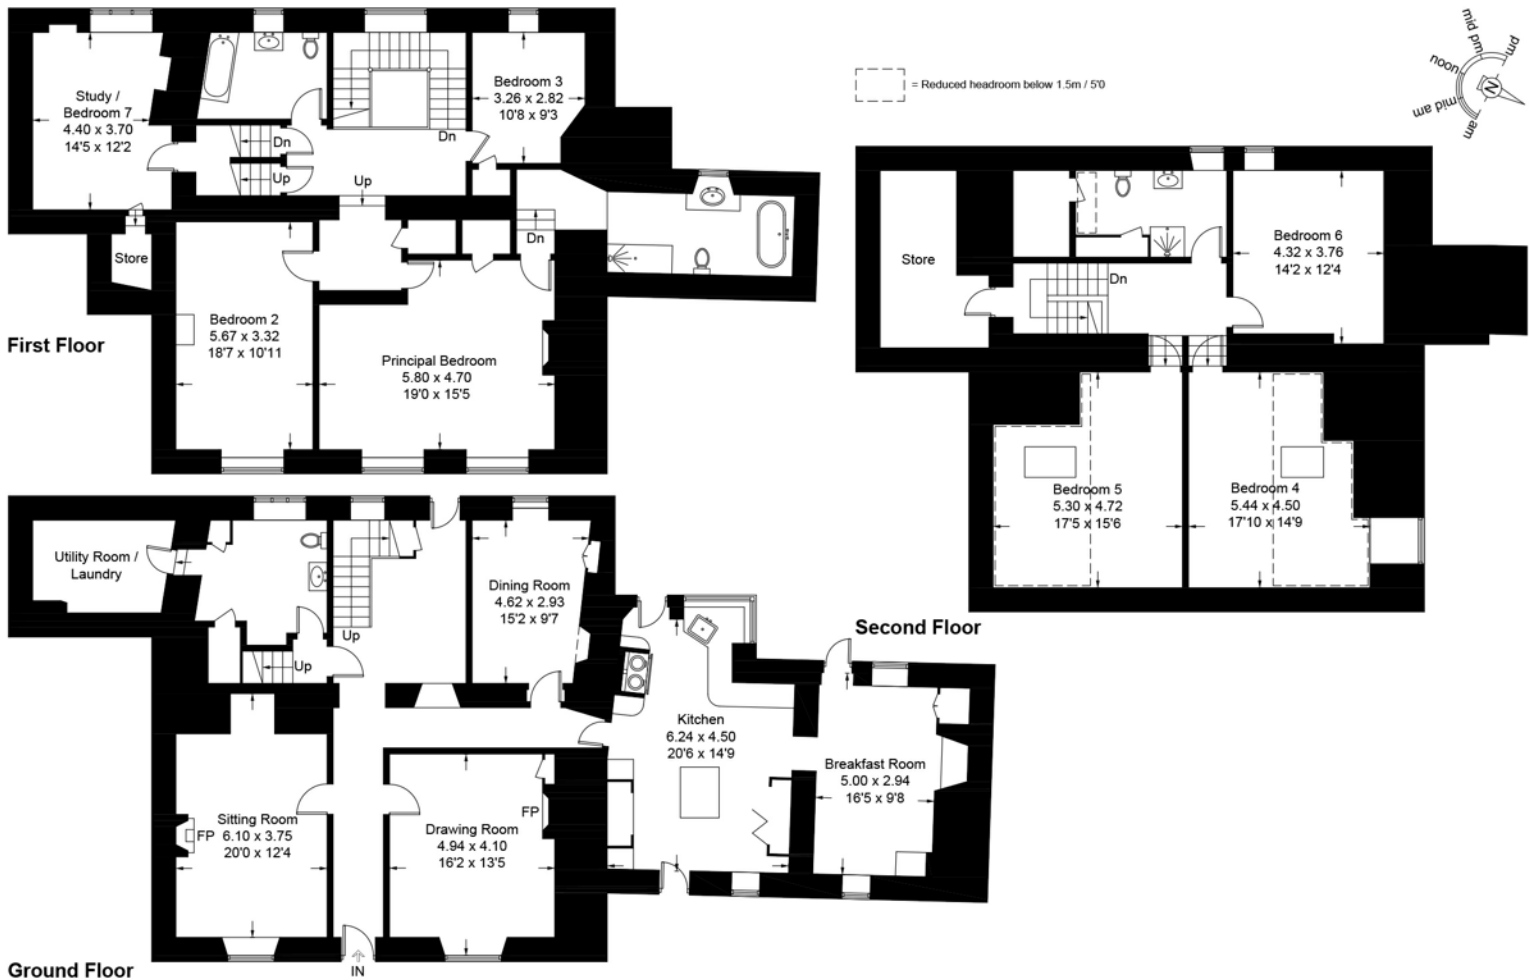 Study /
Bedroom 7
4.40 x 3.70
14'5 x 12'2
Dn
Up
Up
Dn
Bedroom 3
3.26 x 2.82
10'8 x 9'3
Store
Dn
Bedroom 2
5.67 x 3.32
18'7 x 10'11
Principal Bedroom
5.80 x 4.70
19'0 x 15'5
First Floor
= Reduced headroom below 1.5m / 5'0
am
mid am
noon
mid pm
pm
N
Store
Dn
Bedroom 6
4.32 x 3.76
14'2 x 12'4
Bedroom 5
5.30 x 4.72
17'5 x 15'6
Bedroom 4
5.44 x 4.50
17'10 x 14'9
Second Floor
Utility Room /
Laundry
Up
Up
Dining Room
4.62 x 2.93
15'2 x 9'7
Kitchen
6.24 x 4.50
20'6 x 14'9
Breakfast Room
5.00 x 2.94
16'5 x 9'8
FP
Sitting Room
6.10 x 3.75
20'0 x 12'4
FP
Drawing Room
4.94 x 4.10
16'2 x 13'5
IN
Ground Floor